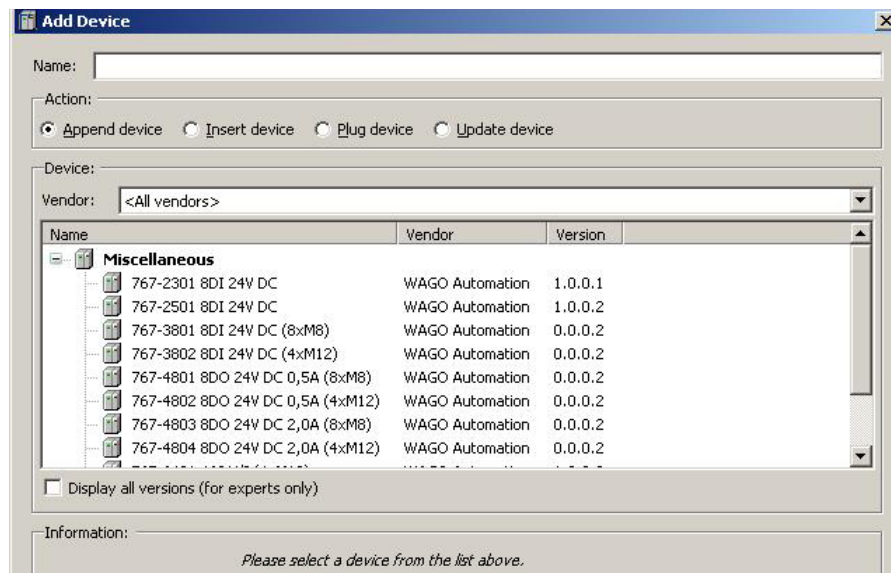 Add Device
Name:
Action:
Append device Insert device Plug device Update device
Device:
Vendor: <All vendors>
Name Vendor Version
Miscellaneous
767-2301 8DI 24V DC WAGO Automation 1.0.0.1
767-2501 8DI 24V DC WAGO Automation 1.0.0.2
767-3801 8DI 24V DC (8xM8) WAGO Automation 0.0.0.2
767-3802 8DI 24V DC (4xM12) WAGO Automation 0.0.0.2
767-4801 8DO 24V DC 0,5A (8xM8) WAGO Automation 0.0.0.2
767-4802 8DO 24V DC 0,5A (4xM12) WAGO Automation 0.0.0.2
767-4803 8DO 24V DC 2,0A (8xM8) WAGO Automation 0.0.0.2
767-4804 8DO 24V DC 2,0A (4xM12) WAGO Automation 0.0.0.2
Display all versions (for experts only)
Information:
Please select a device from the list above.